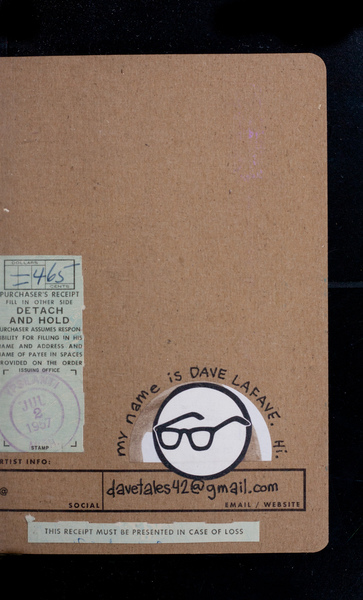 DOLLARS
=465
CENTS
PURCHASER'S RECEIPT
FILL IN OTHER SIDE
DETACH
AND HOLD
PURCHASER ASSUMES RESPON-
IBILITY FOR FILLING IN HIS
NAME AND ADDRESS AND
NAME OF PAYEE IN SPACES
PROVIDED ON THE ORDER
ISSUING OFFICE
JUL
2
1967
STAMP
my name is DAVE LAFAVE. Hi.
RTIST INFO:
@
SOCIAL
davetales42@gmail.com
EMAIL / WEBSITE
THIS RECEIPT MUST BE PRESENTED IN CASE OF LOSS